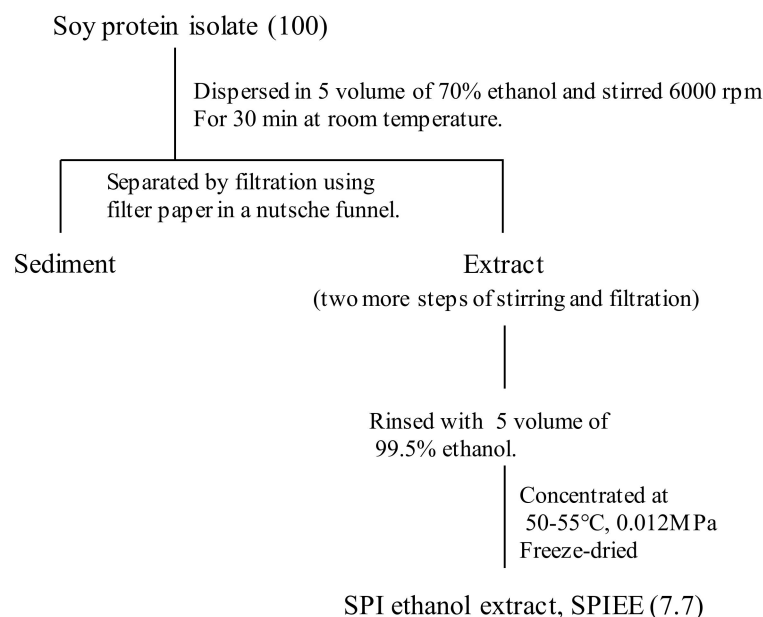 Soy protein isolate (100)
Dispersed in 5 volume of 70% ethanol and stirred 6000 rpm
For 30 min at room temperature.
Separated by filtration using
filter paper in a nutsche funnel.
Sediment
Extract
(two more steps of stirring and filtration)
Rinsed with 5 volume of
99.5% ethanol.
Concentrated at
50-55°C, 0.012MPa
Freeze-dried
SPI ethanol extract, SPIEE (7.7)